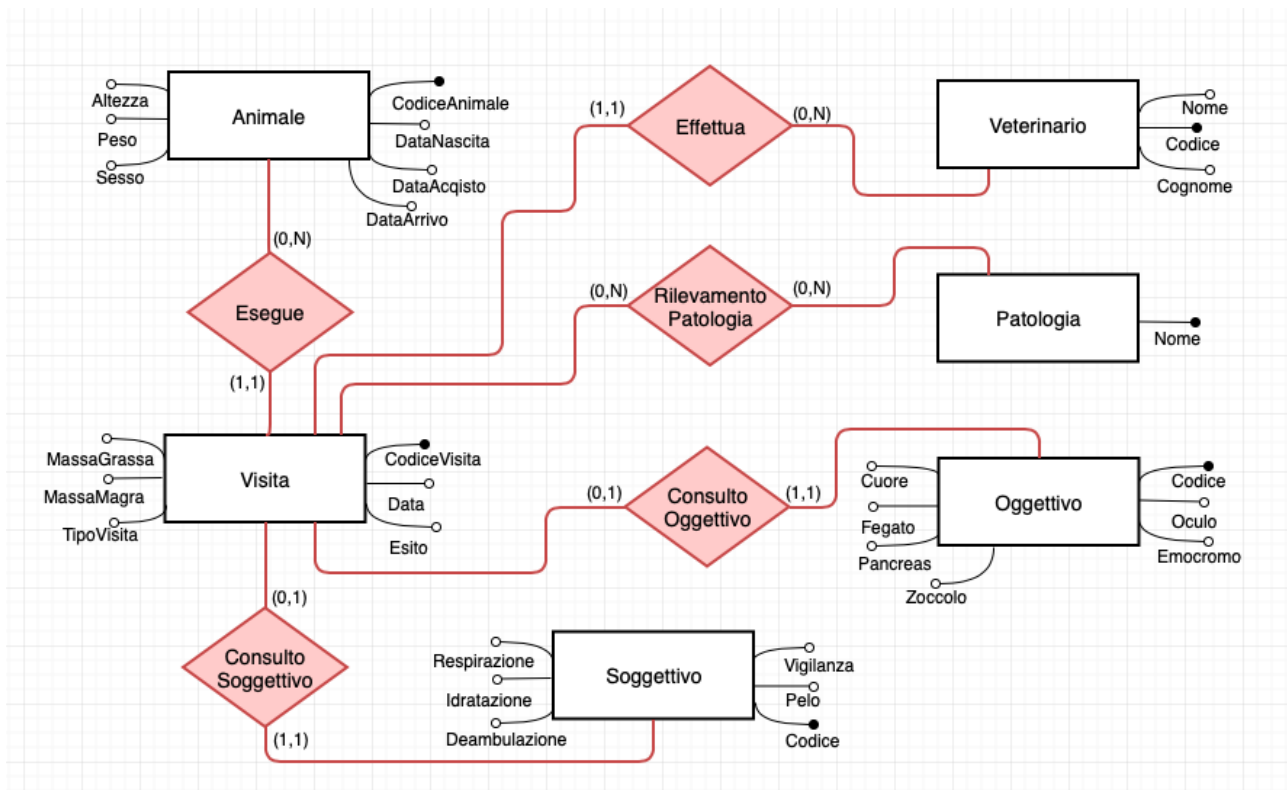 Animale
Altezza
Peso
Sesso
CodiceAnimale
DataNascita
DataAcqisto
DataArrivo
(1,1)
Effettua
(0,N)
Veterinario
Nome
Codice
Cognome
(0,N)
Esegue
(1,1)
(0,N)
Rilevamento
Patologia
(0,N)
Patologia
Nome
MassaGrassa
MassaMagra
TipoVisita
Visita
CodiceVisita
Data
Esito
(0,1)
Consulto
Oggettivo
(1,1)
Cuore
Fegato
Pancreas
Zoccolo
Oggettivo
Codice
Oculo
Emocromo
(0,1)
Consulto
Soggettivo
(1,1)
Respirazione
Idratazione
Deambulazione
Soggettivo
Vigilanza
Pelo
Codice